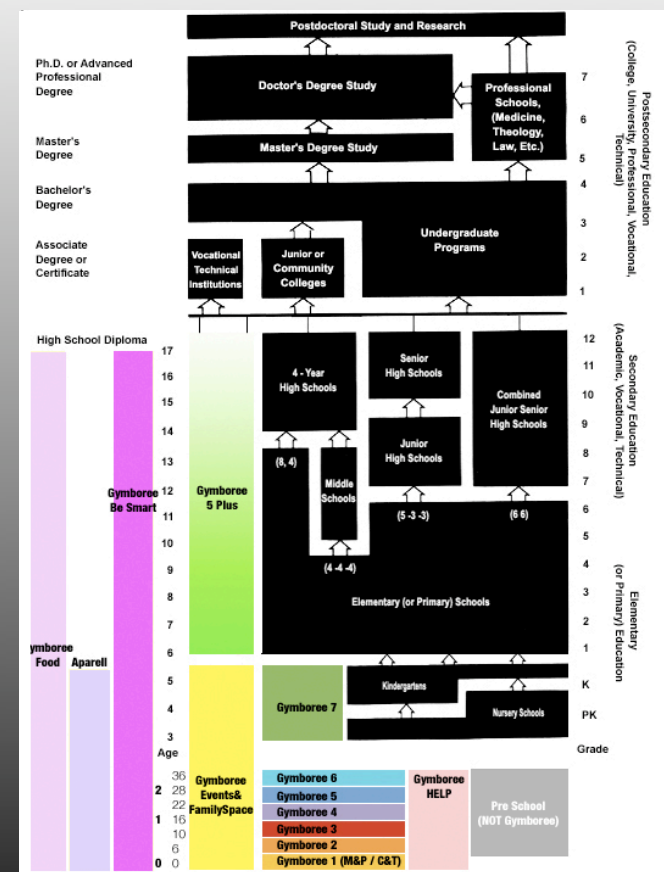 Postdoctoral Study and Research
Ph.D. or Advanced
Professional
Degree
Doctor's Degree Study
Professional
Schools,
(Medicine,
Theology,
Law, Etc.)
7
6
5
Master's
Degree
Master's Degree Study
Bachelor's
Degree
Undergraduate
Programs
4
3
2
1
Associate
Degree or
Certificate
Vocational
Technical
Institutions
Junior or
Community
Colleges
Postsecondary Education
(College, University, Professional, Vocational,
Technical)
High School Diploma
17
16
15
14
13
12
11
10
9
8
7
6
5
4
3
Age
4 - Year
High Schools
Senior
High Schools
Combined
Junior Senior
High Schools
Junior
High Schools
(8, 4)
Middle
Schools
(5 -3 -3)
(6 6)
(4 -4 -4)
Elementary (or Primary) Schools
12
11
10
9
8
7
6
5
4
3
2
1
K
PK
Grade
Secondary Education
(Academic, Vocational, Technical)
Elementary
(or Primary) Education
Gymboree
Be Smart
Gymboree
5 Plus
ymboree
Food
Aparell
Gymboree 7
Kindergartens
Nursery Schools
36
2 28
22
1 16
10
6
0 0
Gymboree
Events&
FamilySpace
Gymboree 6
Gymboree 5
Gymboree 4
Gymboree 3
Gymboree 2
Gymboree 1 (M&P / C&T)
Gymboree
HELP
Pre School
(NOT Gymboree)